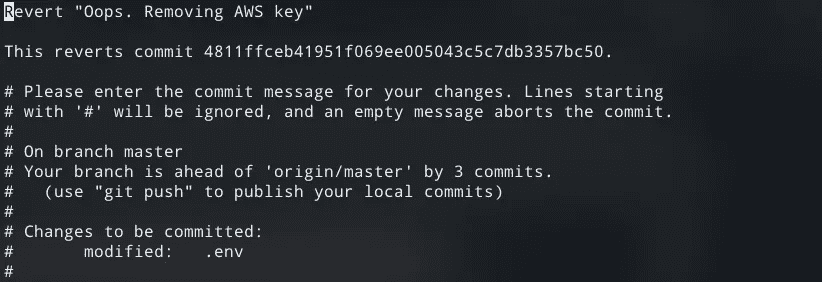 Revert "Oops. Removing AWS key"
This reverts commit 4811ffceb41951f069ee005043c5c7db3357bc50.
# Please enter the commit message for your changes. Lines starting
# with '#' will be ignored, and an empty message aborts the commit.
#
# On branch master
# Your branch is ahead of 'origin/master' by 3 commits.
#   (use "git push" to publish your local commits)
#
# Changes to be committed:
#       modified:   .env
#